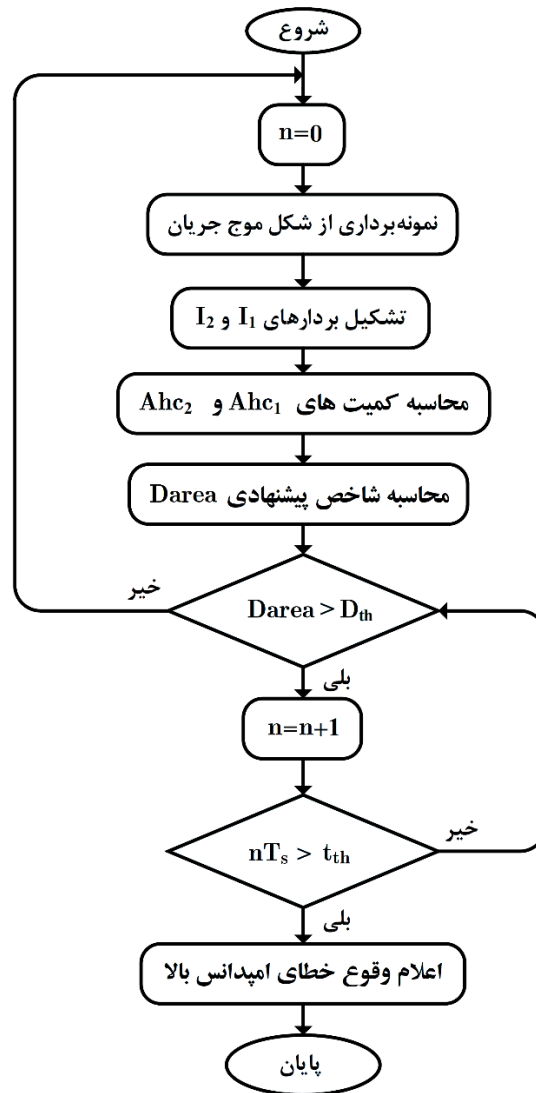 شروع
n=0
نمونه‌برداری از شکل موج جریان
تشکیل بردارهای I₁ و I₂
محاسبه کمیت های Ahc₁ و Ahc₂
محاسبه شاخص پیشنهادی Darea
خیر
Darea > Dₜₕ
بلی
n=n+1
nTₛ > tₜₕ
خیر
بلی
اعلام وقوع خطای امپدانس بالا
پایان